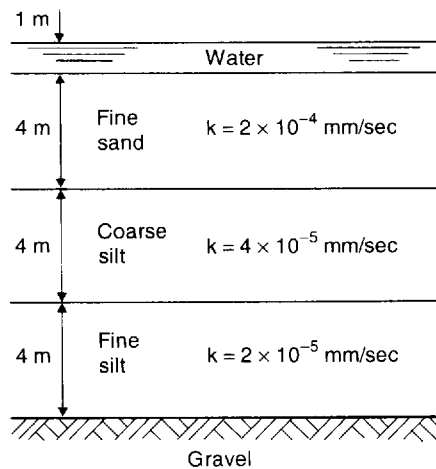 1 m
Water
4 m Fine sand k = 2 × 10⁻⁴ mm/sec
4 m Coarse silt k = 4 × 10⁻⁵ mm/sec
4 m Fine silt k = 2 × 10⁻⁵ mm/sec
Gravel